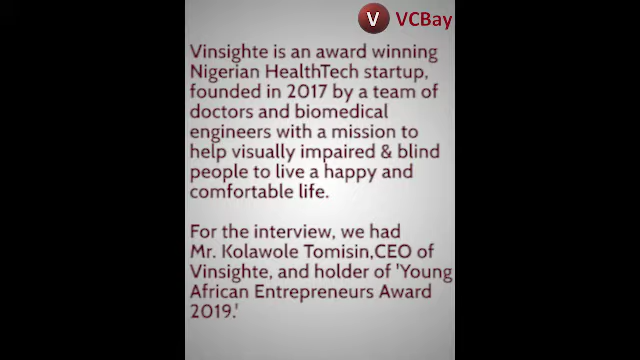 V VCBay
Vinsighte is an award winning
Nigerian HealthTech startup,
founded in 2017 by a team of
doctors and biomedical
engineers with a mission to
help visually impaired & blind
people to live a happy and
comfortable life.
For the interview, we had
Mr. Kolawole Tomisin,CEO of
Vinsighte, and holder of 'Young
African Entrepreneurs Award
2019.'